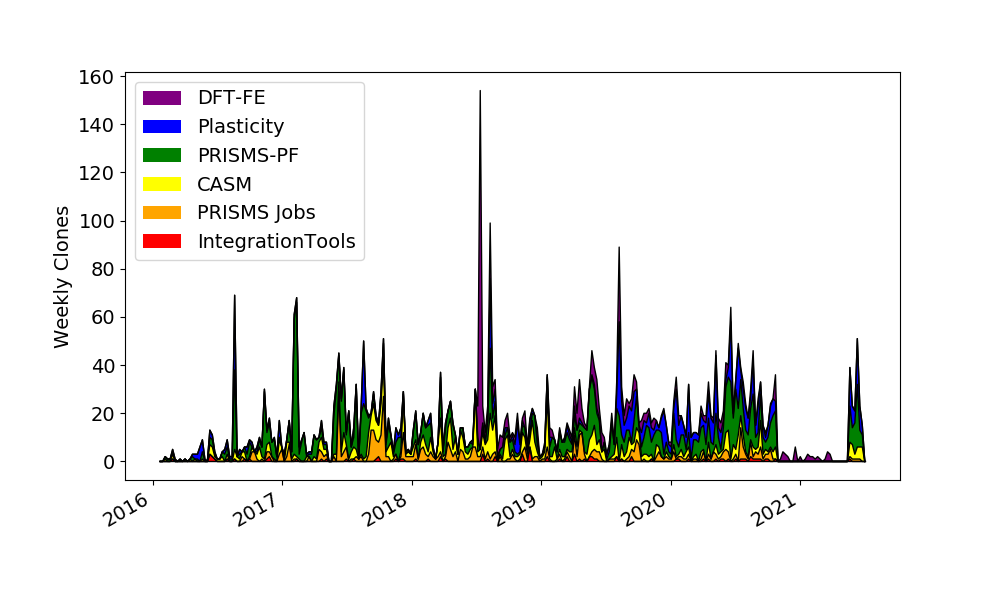 160
140
120
100
80
60
40
20
0
Weekly Clones
DFT-FE
Plasticity
PRISMS-PF
CASM
PRISMS Jobs
IntegrationTools
2016
2017
2018
2019
2020
2021